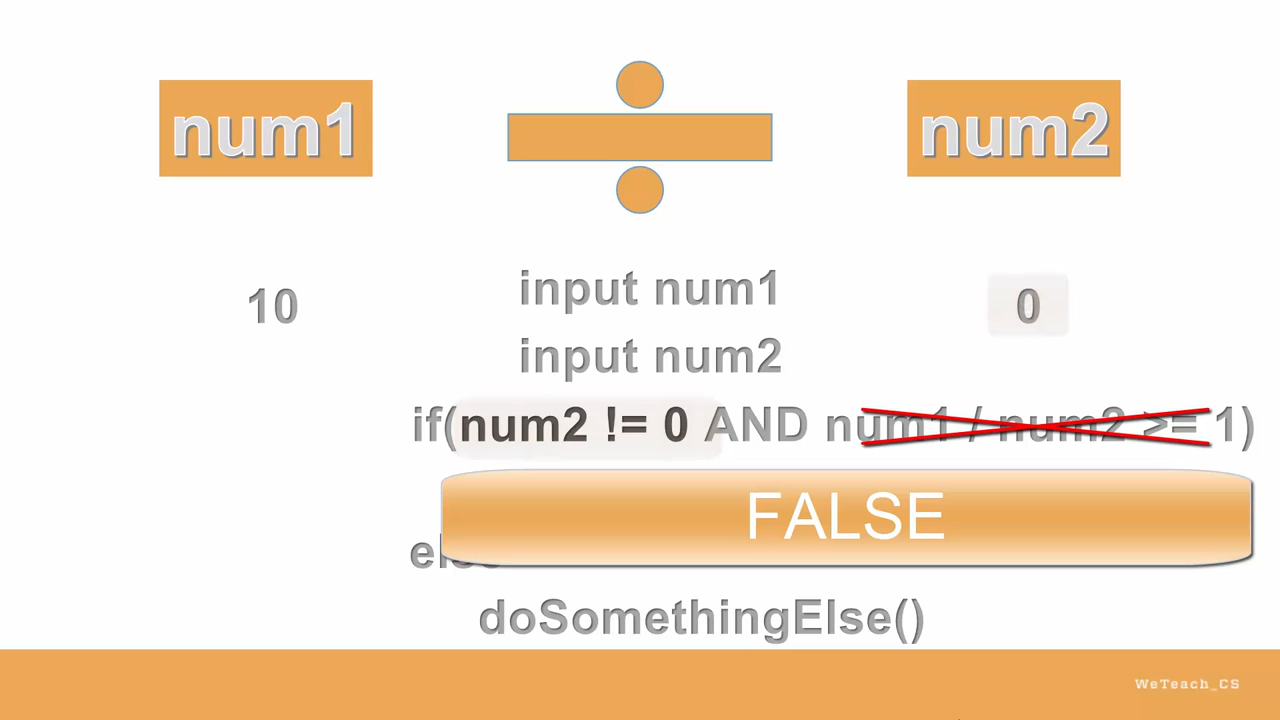 num1
num2
10
input num1
0
input num2
if(num2 != 0 AND num1 / num2 >= 1)
FALSE
doSomethingElse()
WeTeach_CS